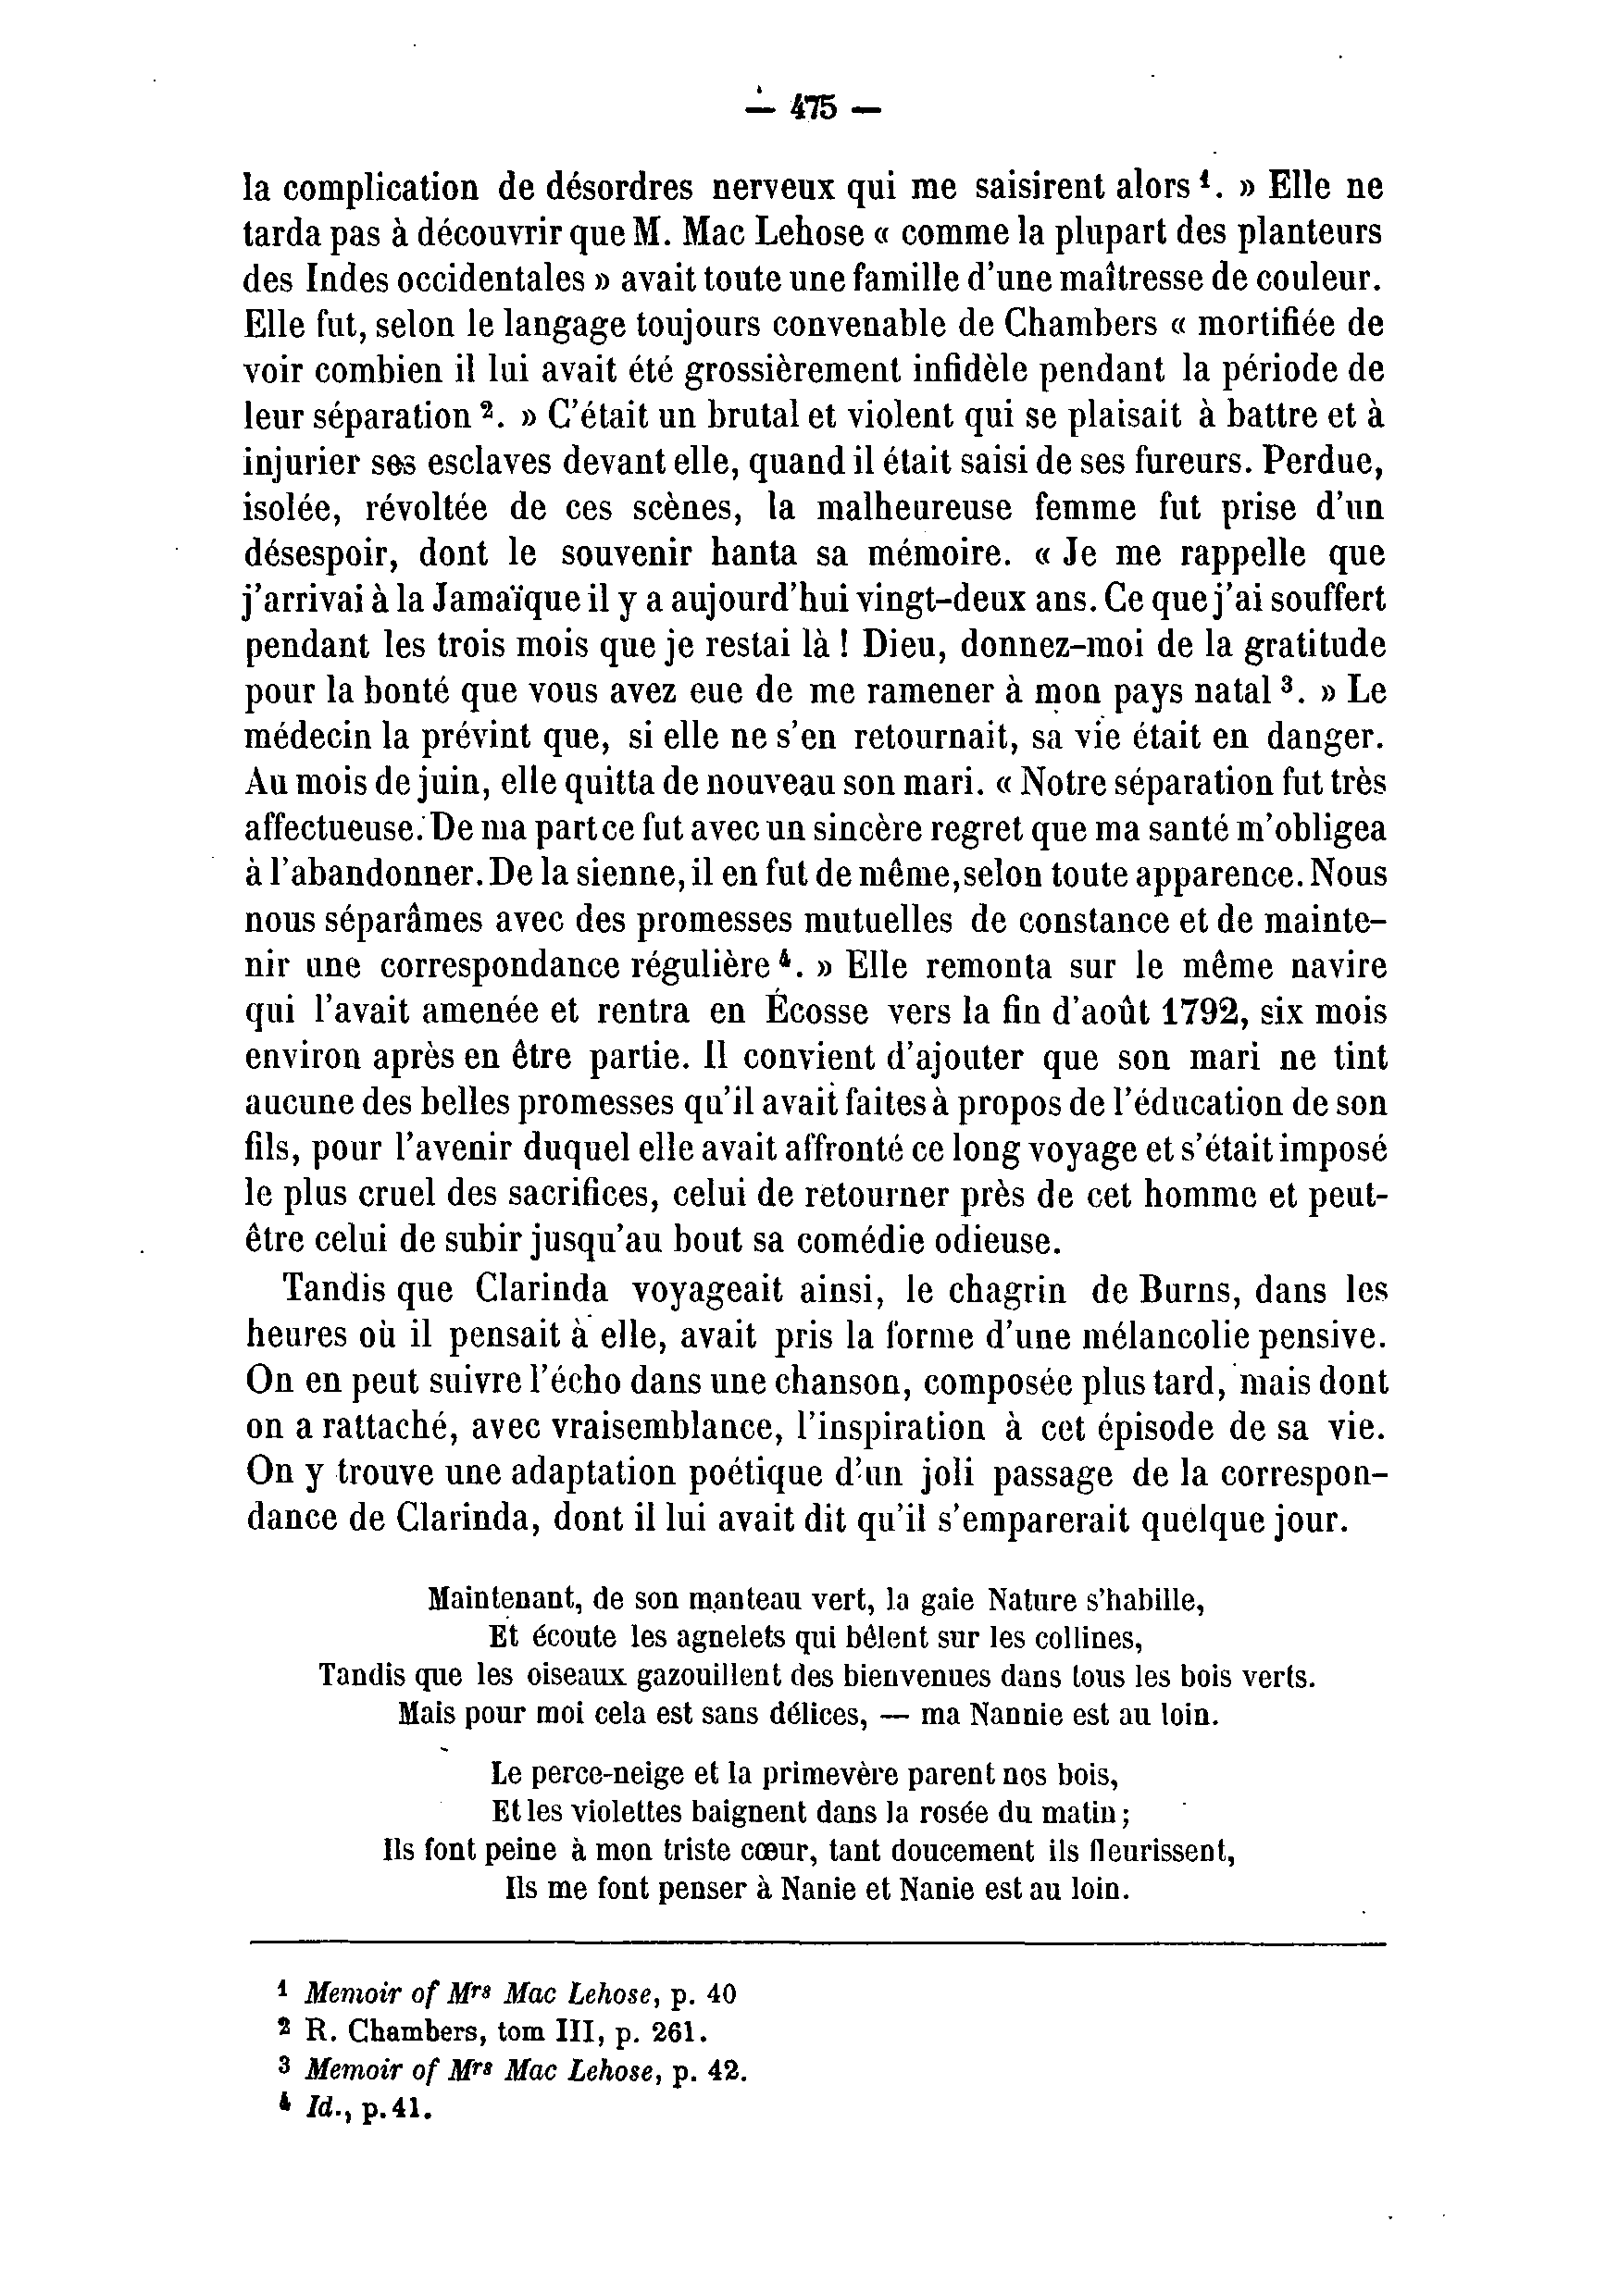 — 475 —
la complication de désordres nerveux qui me saisirent alors ¹. » Elle ne
tarda pas à découvrir que M. Mac Lehose « comme la plupart des planteurs
des Indes occidentales » avait toute une famille d'une maîtresse de couleur.
Elle fut, selon le langage toujours convenable de Chambers « mortifiée de
voir combien il lui avait été grossièrement infidèle pendant la période de
leur séparation ². » C'était un brutal et violent qui se plaisait à battre et à
injurier ses esclaves devant elle, quand il était saisi de ses fureurs. Perdue,
isolée, révoltée de ces scènes, la malheureuse femme fut prise d'un
désespoir, dont le souvenir hanta sa mémoire. « Je me rappelle que
j'arrivai à la Jamaïque il y a aujourd'hui vingt-deux ans. Ce que j'ai souffert
pendant les trois mois que je restai là ! Dieu, donnez-moi de la gratitude
pour la bonté que vous avez eue de me ramener à mon pays natal ³. » Le
médecin la prévint que, si elle ne s'en retournait, sa vie était en danger.
Au mois de juin, elle quitta de nouveau son mari. « Notre séparation fut très
affectueuse. De ma part ce fut avec un sincère regret que ma santé m'obligea
à l'abandonner. De la sienne, il en fut de même, selon toute apparence. Nous
nous séparâmes avec des promesses mutuelles de constance et de mainte-
nir une correspondance régulière ⁴. » Elle remonta sur le même navire
qui l'avait amenée et rentra en Écosse vers la fin d'août 1792, six mois
environ après en être partie. Il convient d'ajouter que son mari ne tint
aucune des belles promesses qu'il avait faites à propos de l'éducation de son
fils, pour l'avenir duquel elle avait affronté ce long voyage et s'était imposé
le plus cruel des sacrifices, celui de retourner près de cet homme et peut-
être celui de subir jusqu'au bout sa comédie odieuse.
Tandis que Clarinda voyageait ainsi, le chagrin de Burns, dans les
heures où il pensait à elle, avait pris la forme d'une mélancolie pensive.
On en peut suivre l'écho dans une chanson, composée plus tard, mais dont
on a rattaché, avec vraisemblance, l'inspiration à cet épisode de sa vie.
On y trouve une adaptation poétique d'un joli passage de la correspon-
dance de Clarinda, dont il lui avait dit qu'il s'emparerait quelque jour.
Maintenant, de son manteau vert, la gaie Nature s'habille,
Et écoute les agnelets qui bêlent sur les collines,
Tandis que les oiseaux gazouillent des bienvenues dans tous les bois verts.
Mais pour moi cela est sans délices, — ma Nannie est au loin.
Le perce-neige et la primevère parent nos bois,
Et les violettes baignent dans la rosée du matin ;
Ils font peine à mon triste cœur, tant doucement ils fleurissent,
Ils me font penser à Nanie et Nanie est au loin.
¹ Memoir of Mrs Mac Lehose, p. 40
² R. Chambers, tom III, p. 261.
³ Memoir of Mrs Mac Lehose, p. 42.
⁴ Id., p. 41.